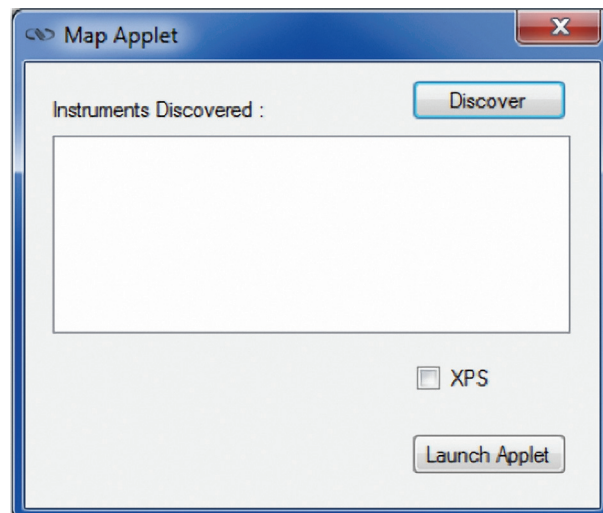 Map Applet
Instruments Discovered :
Discover
XPS
Launch Applet